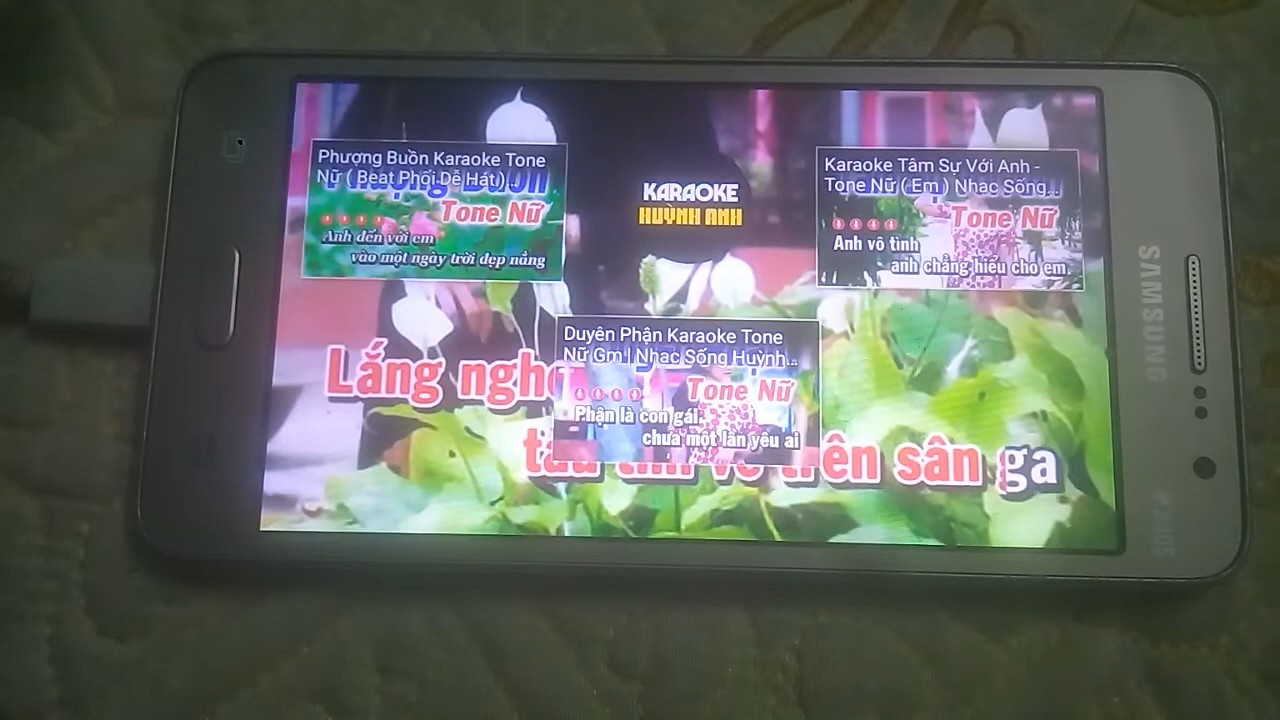 Phượng Buồn Karaoke Tone
Nữ ( Beat Phối Dễ Hát )...
Phượng Buồn
Tone Nữ
Anh đến với em
vào một ngày trời đẹp nắng
KARAOKE
HUỲNH ANH
Karaoke Tâm Sự Với Anh -
Tone Nữ ( Em ) Nhạc Sống...
Tone Nữ
Anh vô tình
anh chẳng hiểu cho em
Duyên Phận Karaoke Tone
Nữ Gm | Nhạc Sống Huỳnh...
Tone Nữ
Phận là con gái
chưa một lần yêu ai
Lắng nghe
trên sân ga
SAMSUNG